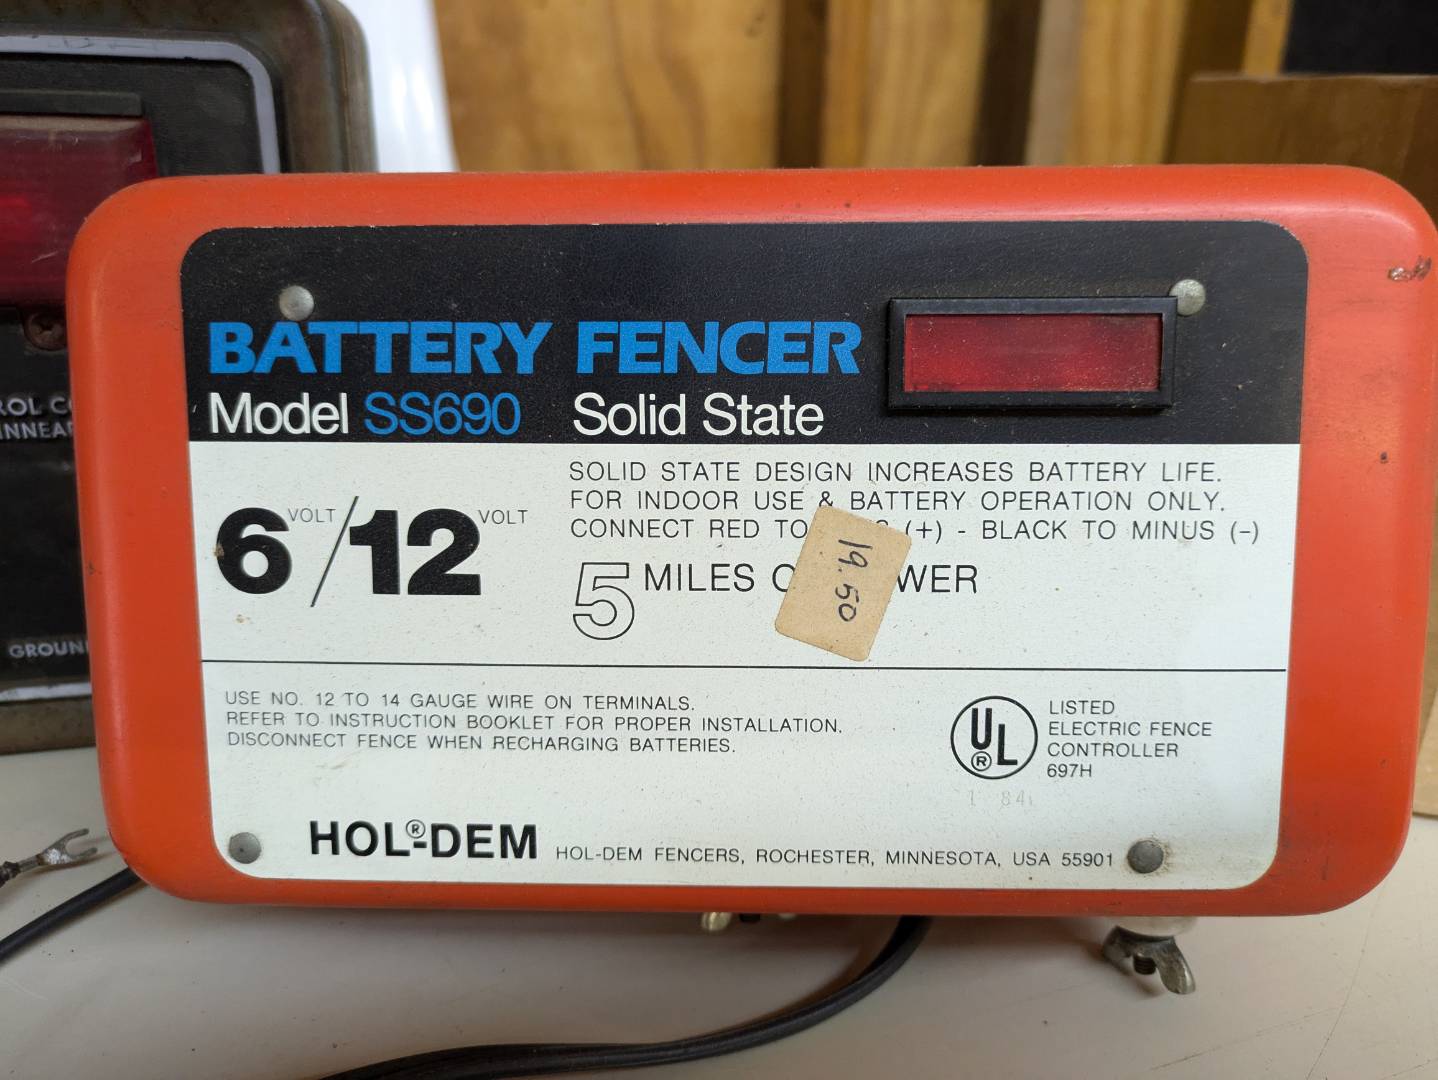 BATTERY FENCER
Model SS690 Solid State
6 VOLT / 12 VOLT
SOLID STATE DESIGN INCREASES BATTERY LIFE.
FOR INDOOR USE & BATTERY OPERATION ONLY.
CONNECT RED TO (+) - BLACK TO MINUS (-)
5 MILES
19.50
USE NO. 12 TO 14 GAUGE WIRE ON TERMINALS.
REFER TO INSTRUCTION BOOKLET FOR PROPER INSTALLATION.
DISCONNECT FENCE WHEN RECHARGING BATTERIES.
UL®
LISTED
ELECTRIC FENCE
CONTROLLER
697H
1 84
HOL-DEM® HOL-DEM FENCERS, ROCHESTER, MINNESOTA, USA 55901